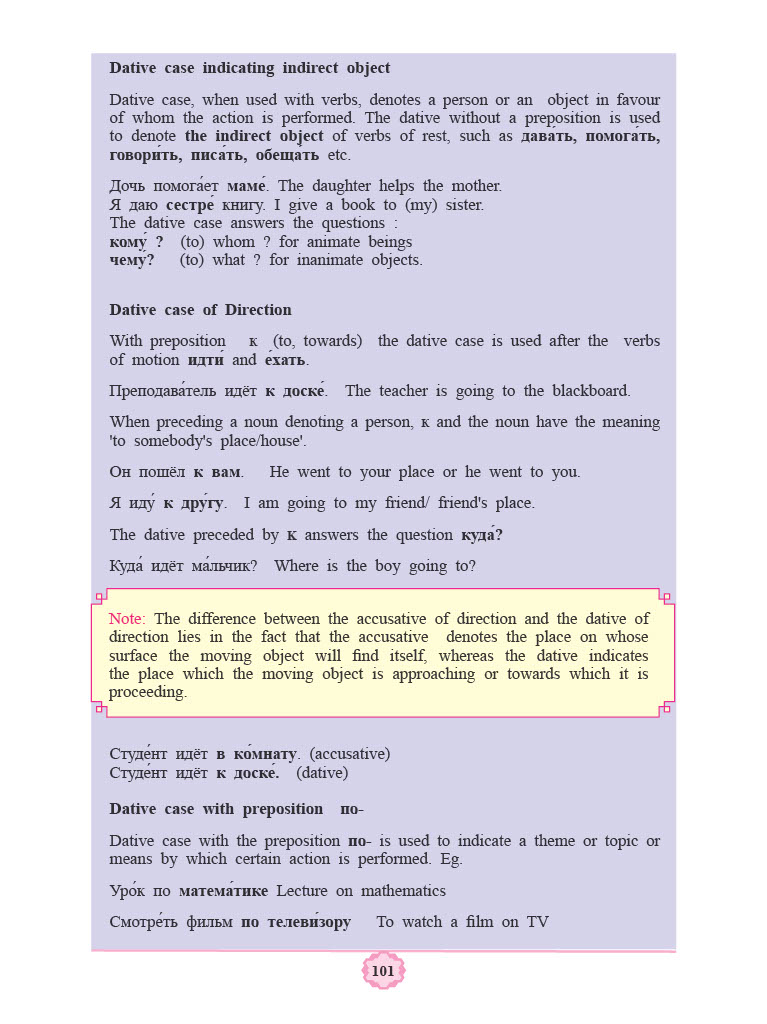 Dative case indicating indirect object
Dative case, when used with verbs, denotes a person or an object in favour
of whom the action is performed. The dative without a preposition is used
to denote the indirect object of verbs of rest, such as дава́ть, помога́ть,
говори́ть, писа́ть, обеща́ть etc.
Дочь помога́ет маме́. The daughter helps the mother.
Я даю сестре́ книгу. I give a book to (my) sister.
The dative case answers the questions :
кому́ ? (to) whom ? for animate beings
чему́? (to) what ? for inanimate objects.
Dative case of Direction
With preposition к (to, towards) the dative case is used after the verbs
of motion идти́ and е́хать.
Преподава́тель идёт к доске́. The teacher is going to the blackboard.
When preceding a noun denoting a person, к and the noun have the meaning
'to somebody's place/house'.
Он пошёл к вам. He went to your place or he went to you.
Я иду́ к дру́гу. I am going to my friend/ friend's place.
The dative preceded by к answers the question куда́?
Куда́ идёт ма́льчик? Where is the boy going to?
Note: The difference between the accusative of direction and the dative of
direction lies in the fact that the accusative denotes the place on whose
surface the moving object will find itself, whereas the dative indicates
the place which the moving object is approaching or towards which it is
proceeding.
Студе́нт идёт в ко́мнату. (accusative)
Студе́нт идёт к доске́. (dative)
Dative case with preposition по-
Dative case with the preposition по- is used to indicate a theme or topic or
means by which certain action is performed. Eg.
Уро́к по матема́тике Lecture on mathematics
Смотре́ть фильм по телеви́зору To watch a film on TV
101